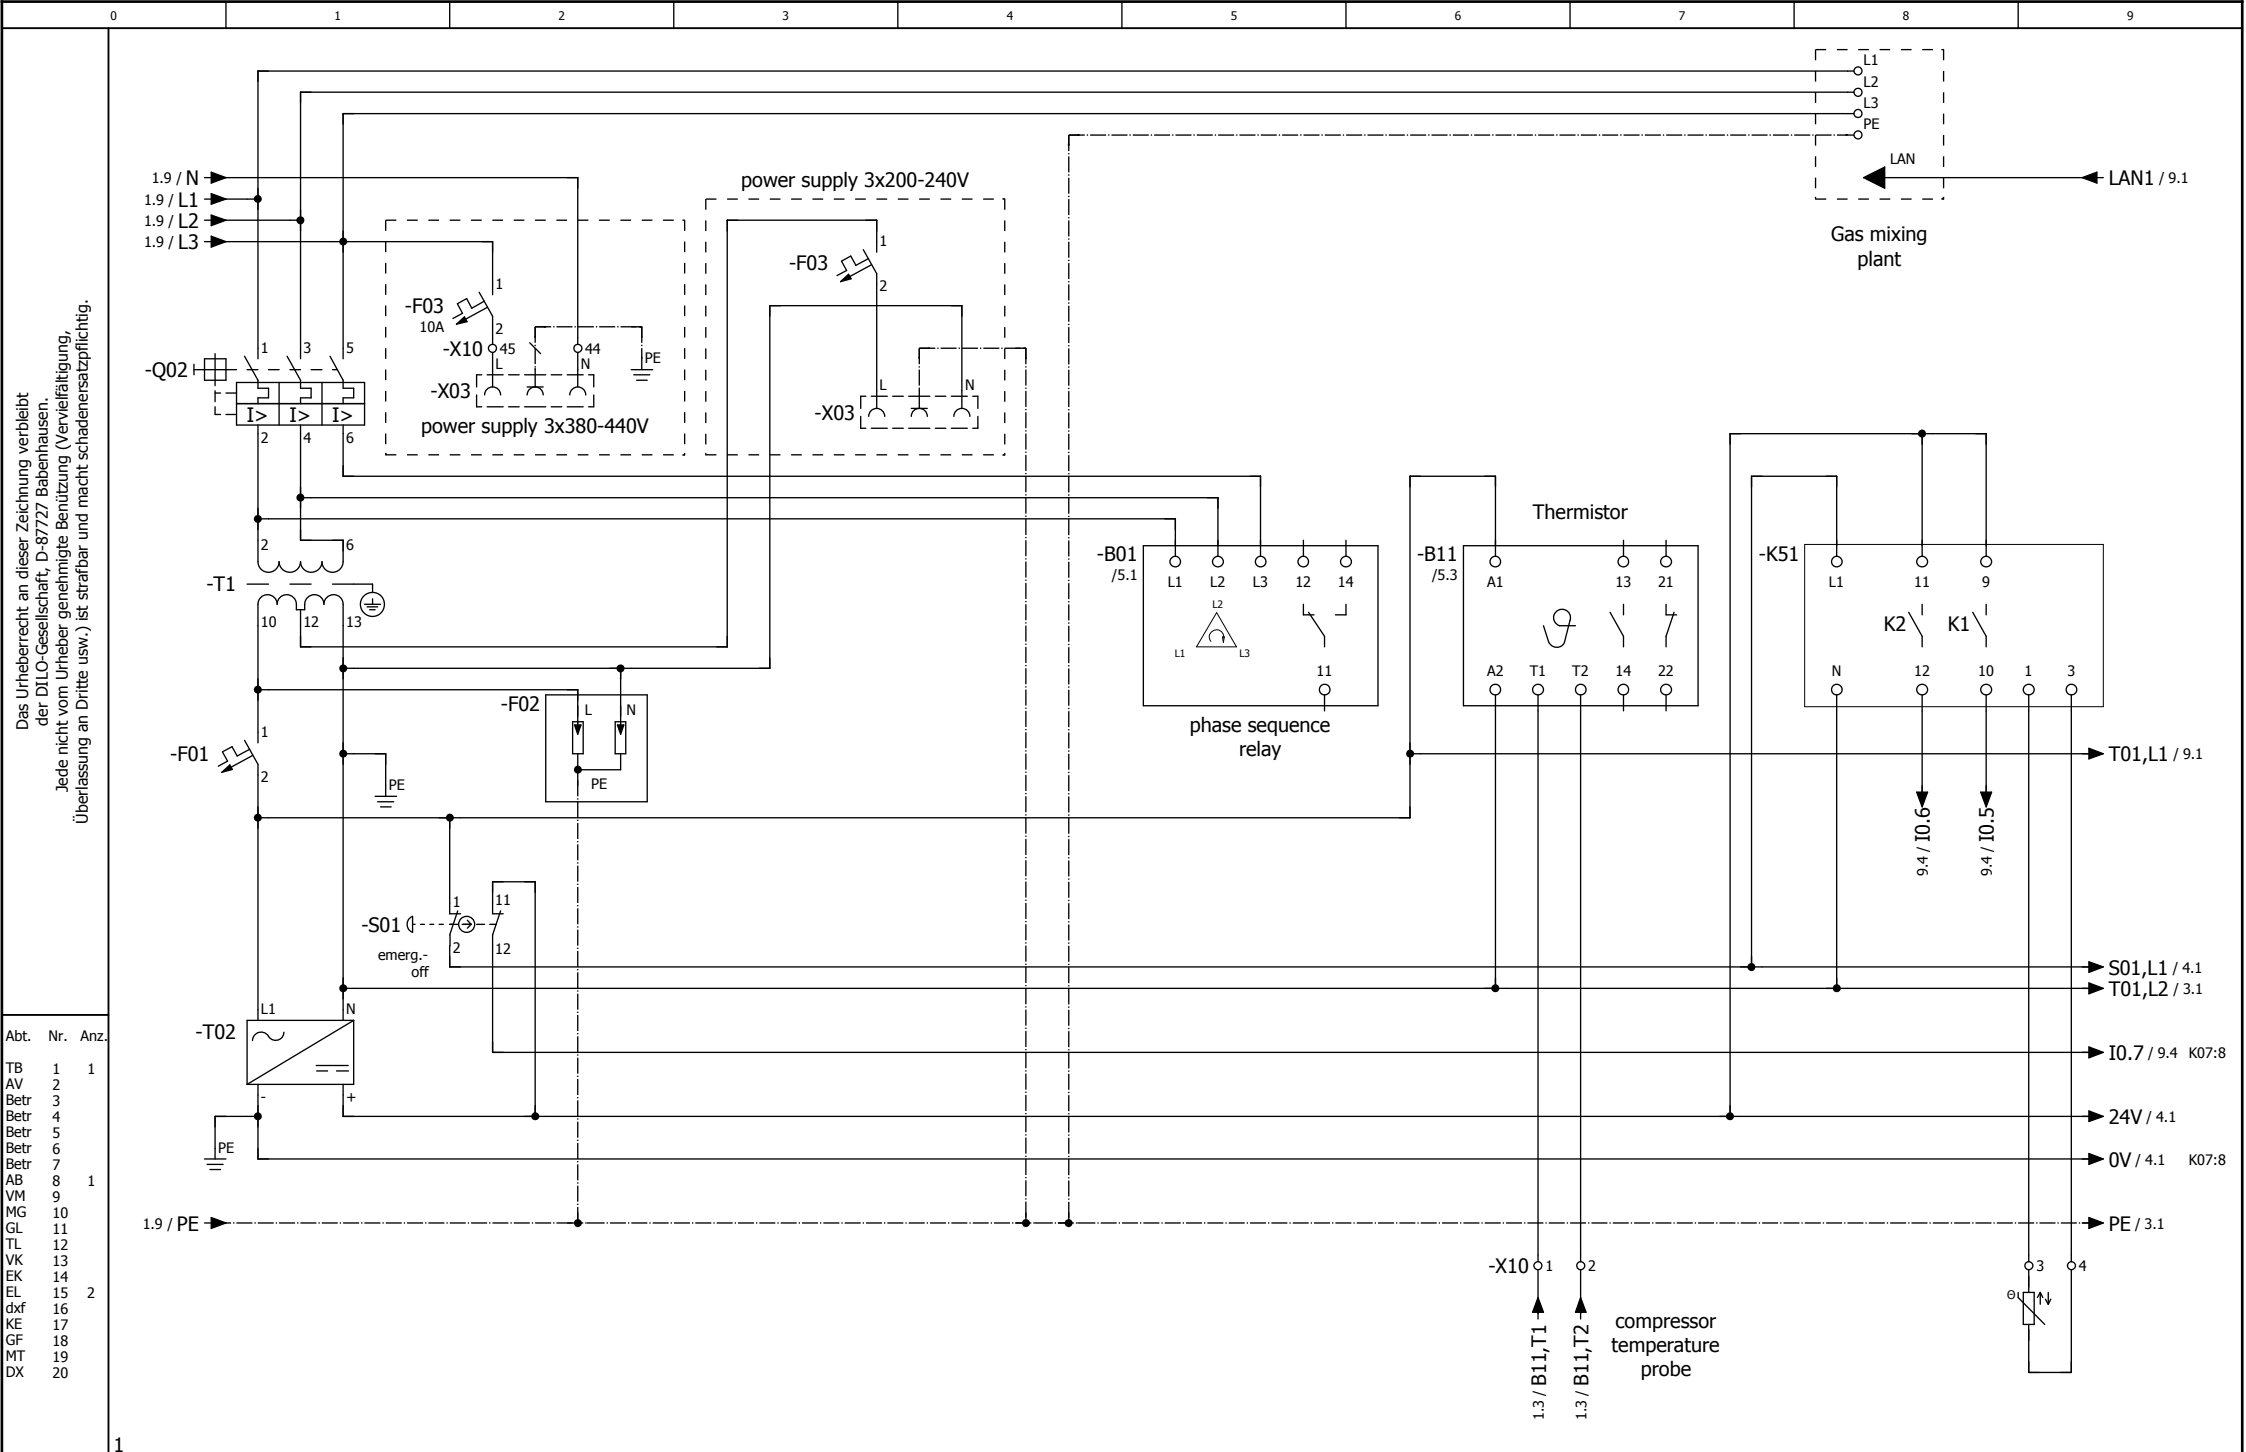 0 1 2 3 4 5 6 7 8 9
L1
L2
L3
PE
LAN
LAN1 / 9.1
Gas mixing
plant
1.9 / N
1.9 / L1
1.9 / L2
1.9 / L3
power supply 3x200-240V
-F03
1
2
-F03
10A
1
2
-X10 45 44
L N PE
-X03
power supply 3x380-440V
L N
-X03
-Q02
1 3 5
I> I> I>
2 4 6
2 6
-T1
10 12 13
Thermistor
-B01
/5.1
L1 L2 L3 12 14
L2
L1 L3
11
phase sequence
relay
-B11
/5.3
A1 13 21
A2 T1 T2 14 22
-K51
L1 11 9
K2 K1
N 12 10 1 3
-F02
L N
PE
-F01
1
2
PE
T01,L1 / 9.1
9.4 / I0.6
9.4 / I0.5
-S01
1 11
2 12
emerg.-
off
S01,L1 / 4.1
T01,L2 / 3.1
L1 N
-T02
- +
PE
I0.7 / 9.4 K07:8
24V / 4.1
0V / 4.1 K07:8
1.9 / PE
PE / 3.1
-X10 1 2
3 4
Θ
1.3 / B11,T1
1.3 / B11,T2
compressor
temperature
probe
Das Urheberrecht an dieser Zeichnung verbleibt
der DILO-Gesellschaft, D-87727 Babenhausen.
Jede nicht vom Urheber genehmigte Benützung (Vervielfältigung,
Überlassung an Dritte usw.) ist strafbar und macht schadenersatzpflichtig.
Abt. Nr. Anz.
TB 1 1
AV 2
Betr 3
Betr 4
Betr 5
Betr 6
Betr 7
AB 8 1
VM 9
MG 10
GL 11
TL 12
VK 13
EK 14
EL 15 2
dxf 16
KE 17
GF 18
MT 19
DX 20
1